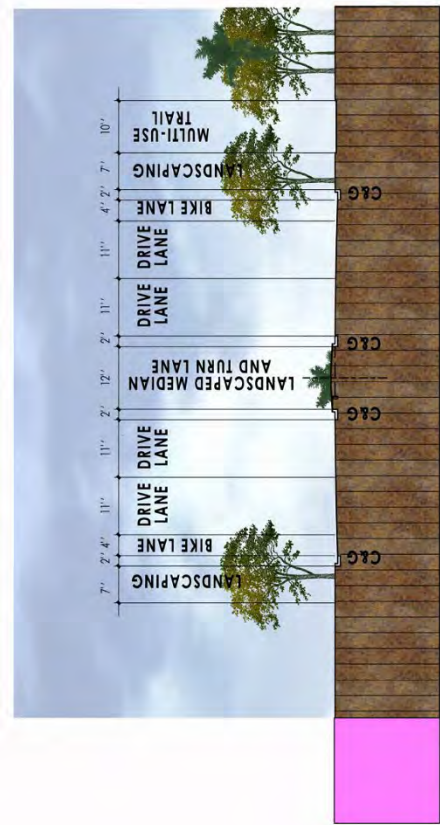 7'' 2'' 4'' 11'' 11'' 2'' 12'' 2'' 11'' 11'' 4'' 2'' 7'' 10''
LANDSCAPING
BIKE LANE
DRIVE
LANE
DRIVE
LANE
LANDSCAPED MEDIAN
AND TURN LANE
DRIVE
LANE
DRIVE
LANE
BIKE LANE
LANDSCAPING
MULTI-USE
TRAIL
C&G
C&G
C&G
C&G